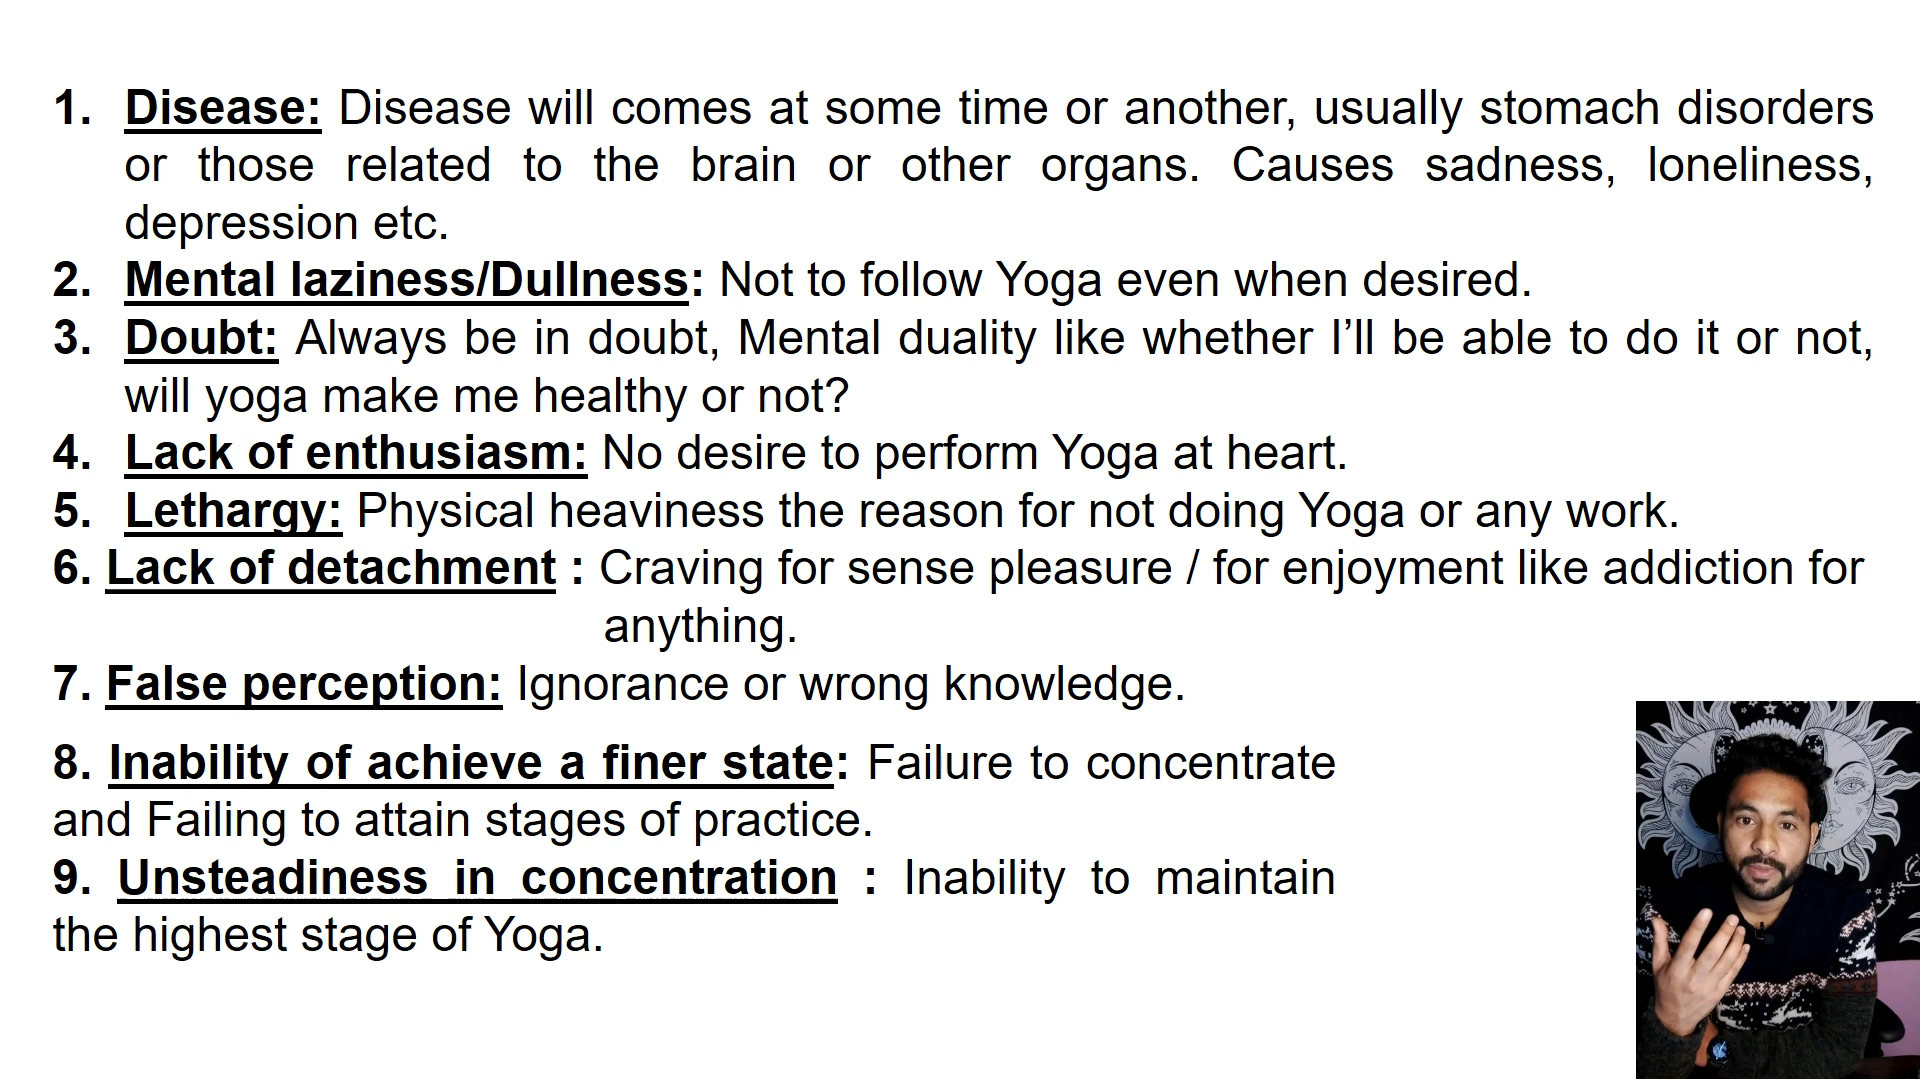 1. Disease: Disease will comes at some time or another, usually stomach disorders
or those related to the brain or other organs. Causes sadness, loneliness,
depression etc.
2. Mental laziness/Dullness: Not to follow Yoga even when desired.
3. Doubt: Always be in doubt, Mental duality like whether I’ll be able to do it or not,
will yoga make me healthy or not?
4. Lack of enthusiasm: No desire to perform Yoga at heart.
5. Lethargy: Physical heaviness the reason for not doing Yoga or any work.
6. Lack of detachment : Craving for sense pleasure / for enjoyment like addiction for
anything.
7. False perception: Ignorance or wrong knowledge.
8. Inability of achieve a finer state: Failure to concentrate
and Failing to attain stages of practice.
9. Unsteadiness in concentration : Inability to maintain
the highest stage of Yoga.